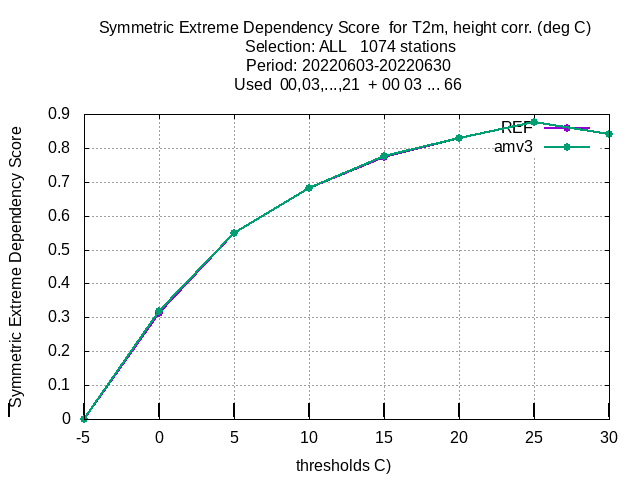 Symmetric Extreme Dependency Score for T2m, height corr. (deg C)
Selection: ALL 1074 stations
Period: 20220603-20220630
Used 00,03,...,21 + 00 03 ... 66
Symmetric Extreme Dependency Score
0.9
0.8
0.7
0.6
0.5
0.4
0.3
0.2
0.1
0
REF
amv3
-5 0 5 10 15 20 25 30
thresholds C)